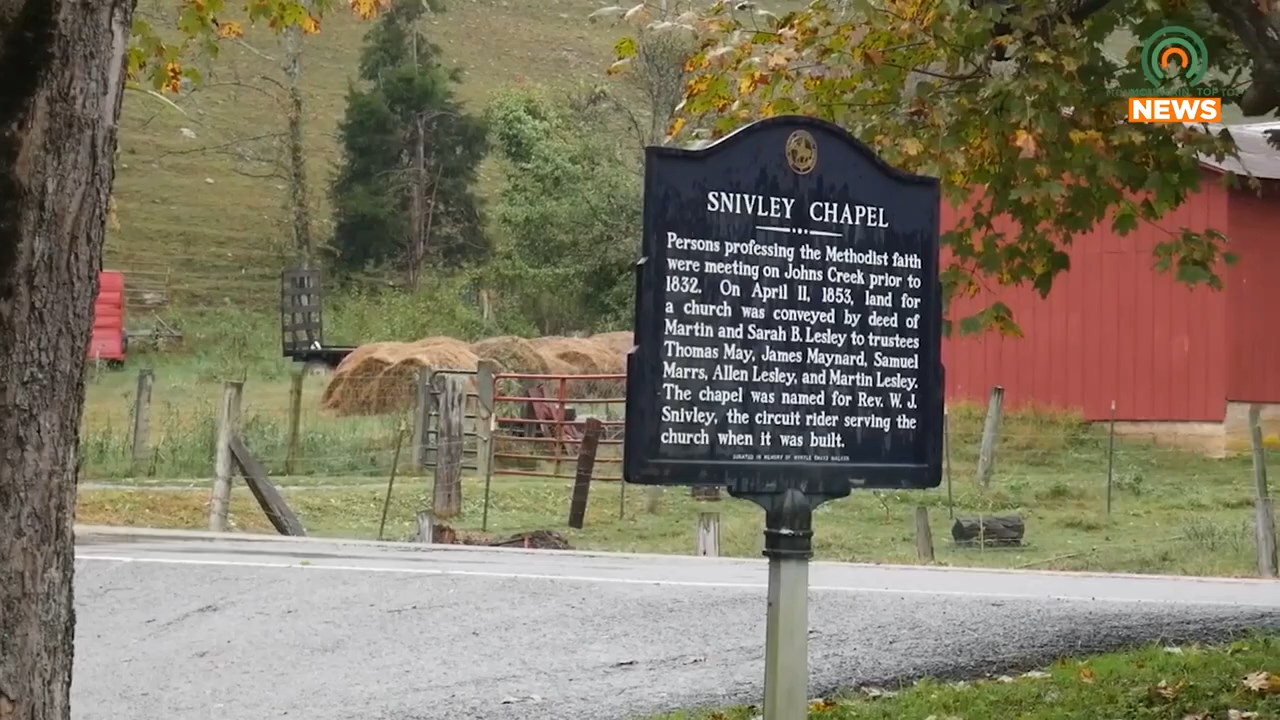 NEWS
SNIVLEY CHAPEL
Persons professing the Methodist faith
were meeting on Johns Creek prior to
1832. On April 11, 1853, land for
a church was conveyed by deed of
Martin and Sarah B. Lesley to trustees
Thomas May, James Maynard, Samuel
Marrs, Allen Lesley, and Martin Lesley.
The chapel was named for Rev. W. J.
Snivley, the circuit rider serving the
church when it was built.